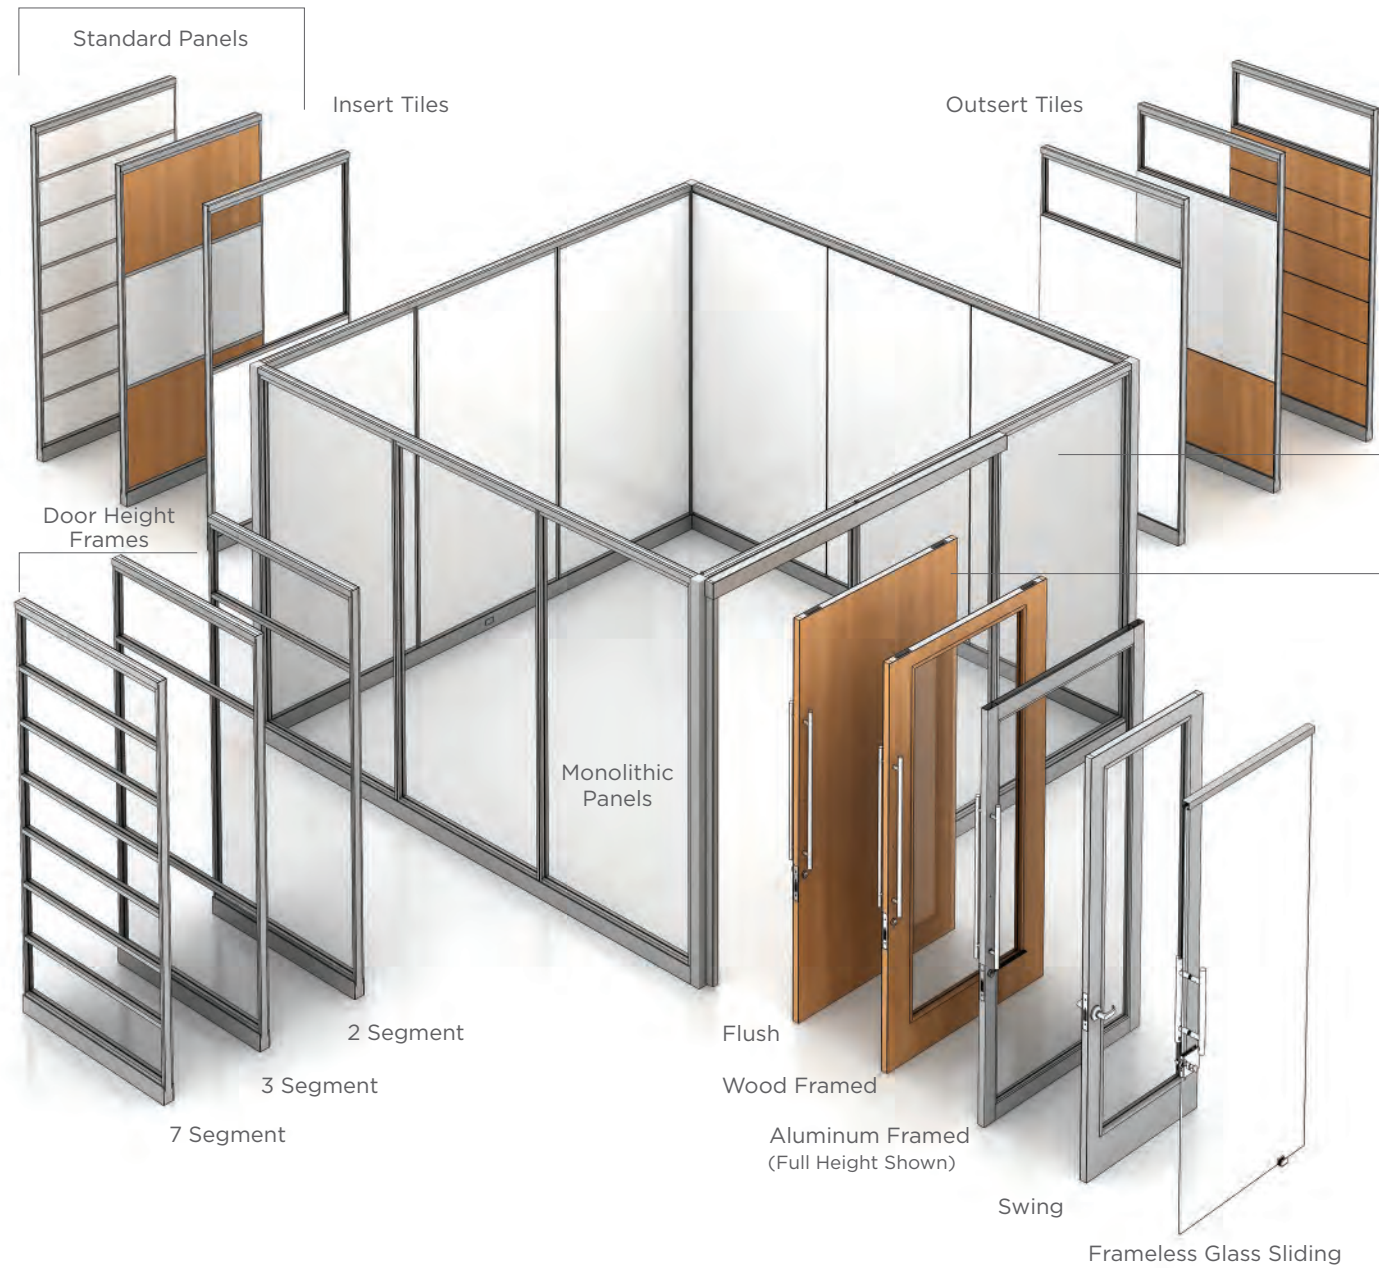 Standard Panels
Insert Tiles
Outsert Tiles
Door Height
Frames
Monolithic
Panels
2 Segment
3 Segment
7 Segment
Flush
Wood Framed
Aluminum Framed
(Full Height Shown)
Swing
Frameless Glass Sliding